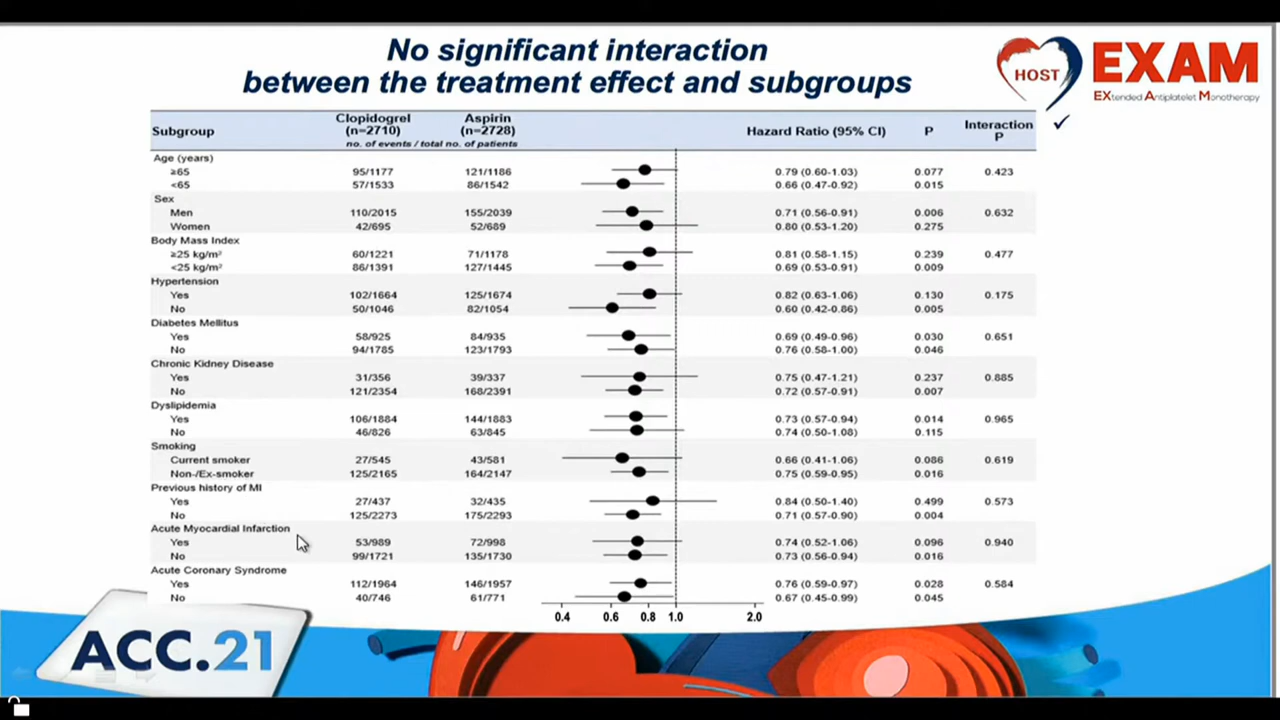 No significant interaction
between the treatment effect and subgroups
HOST
EXAM
EXtended Antiplatelet Monotherapy
Subgroup Clopidogrel (n=2710) Aspirin (n=2728) Hazard Ratio (95% CI) P Interaction P
no. of events / total no. of patients
Age (years)
≥65 95/1177 121/1186 0.79 (0.60-1.03) 0.077 0.423
<65 57/1533 86/1542 0.66 (0.47-0.92) 0.015
Sex
Men 110/2015 155/2039 0.71 (0.56-0.91) 0.006 0.632
Women 42/695 52/689 0.80 (0.53-1.20) 0.275
Body Mass Index
≥25 kg/m² 60/1221 71/1178 0.81 (0.58-1.15) 0.239 0.477
<25 kg/m² 86/1391 127/1445 0.69 (0.53-0.91) 0.009
Hypertension
Yes 102/1664 125/1674 0.82 (0.63-1.06) 0.130 0.175
No 50/1046 82/1054 0.60 (0.42-0.86) 0.005
Diabetes Mellitus
Yes 58/925 84/935 0.69 (0.49-0.96) 0.030 0.651
No 94/1785 123/1793 0.76 (0.58-1.00) 0.046
Chronic Kidney Disease
Yes 31/356 39/337 0.75 (0.47-1.21) 0.237 0.885
No 121/2354 168/2391 0.72 (0.57-0.91) 0.007
Dyslipidemia
Yes 106/1884 144/1883 0.73 (0.57-0.94) 0.014 0.965
No 46/826 63/845 0.74 (0.50-1.08) 0.115
Smoking
Current smoker 27/545 43/581 0.66 (0.41-1.06) 0.086 0.619
Non-/Ex-smoker 125/2165 164/2147 0.75 (0.59-0.95) 0.016
Previous history of MI
Yes 27/437 32/435 0.84 (0.50-1.40) 0.499 0.573
No 125/2273 175/2293 0.71 (0.57-0.90) 0.004
Acute Myocardial Infarction
Yes 53/989 72/998 0.74 (0.52-1.06) 0.096 0.940
No 99/1721 135/1730 0.73 (0.56-0.94) 0.016
Acute Coronary Syndrome
Yes 112/1964 146/1957 0.76 (0.59-0.97) 0.028 0.584
No 40/746 61/771 0.67 (0.45-0.99) 0.045
0.4 0.6 0.8 1.0 2.0
ACC.21